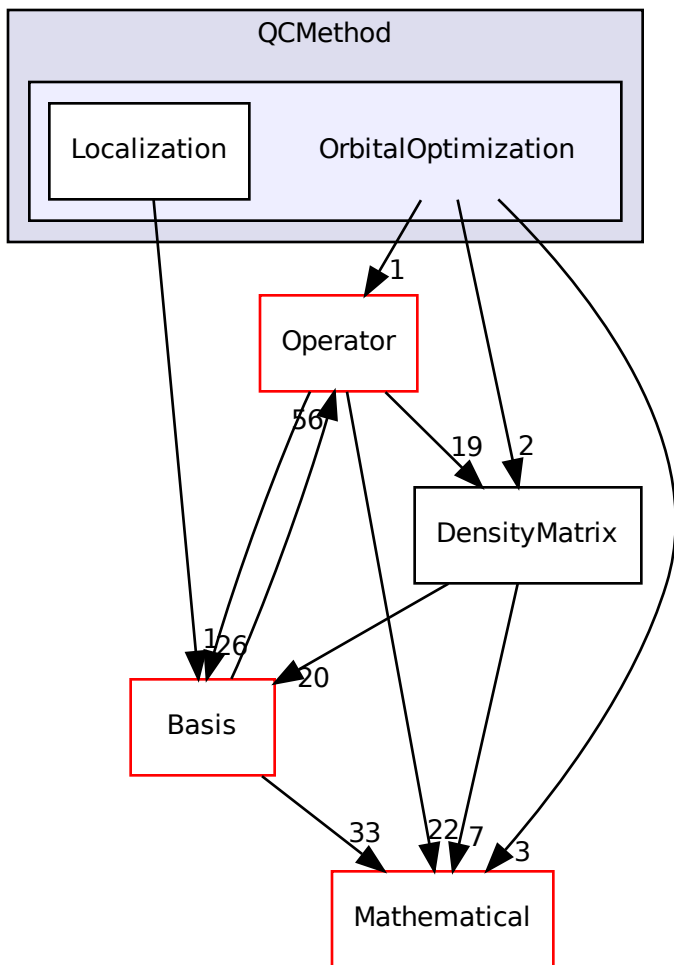 QCMethod
Localization
OrbitalOptimization
1
Operator
56
19
2
DensityMatrix
1
26
20
Basis
33
22
7
3
Mathematical